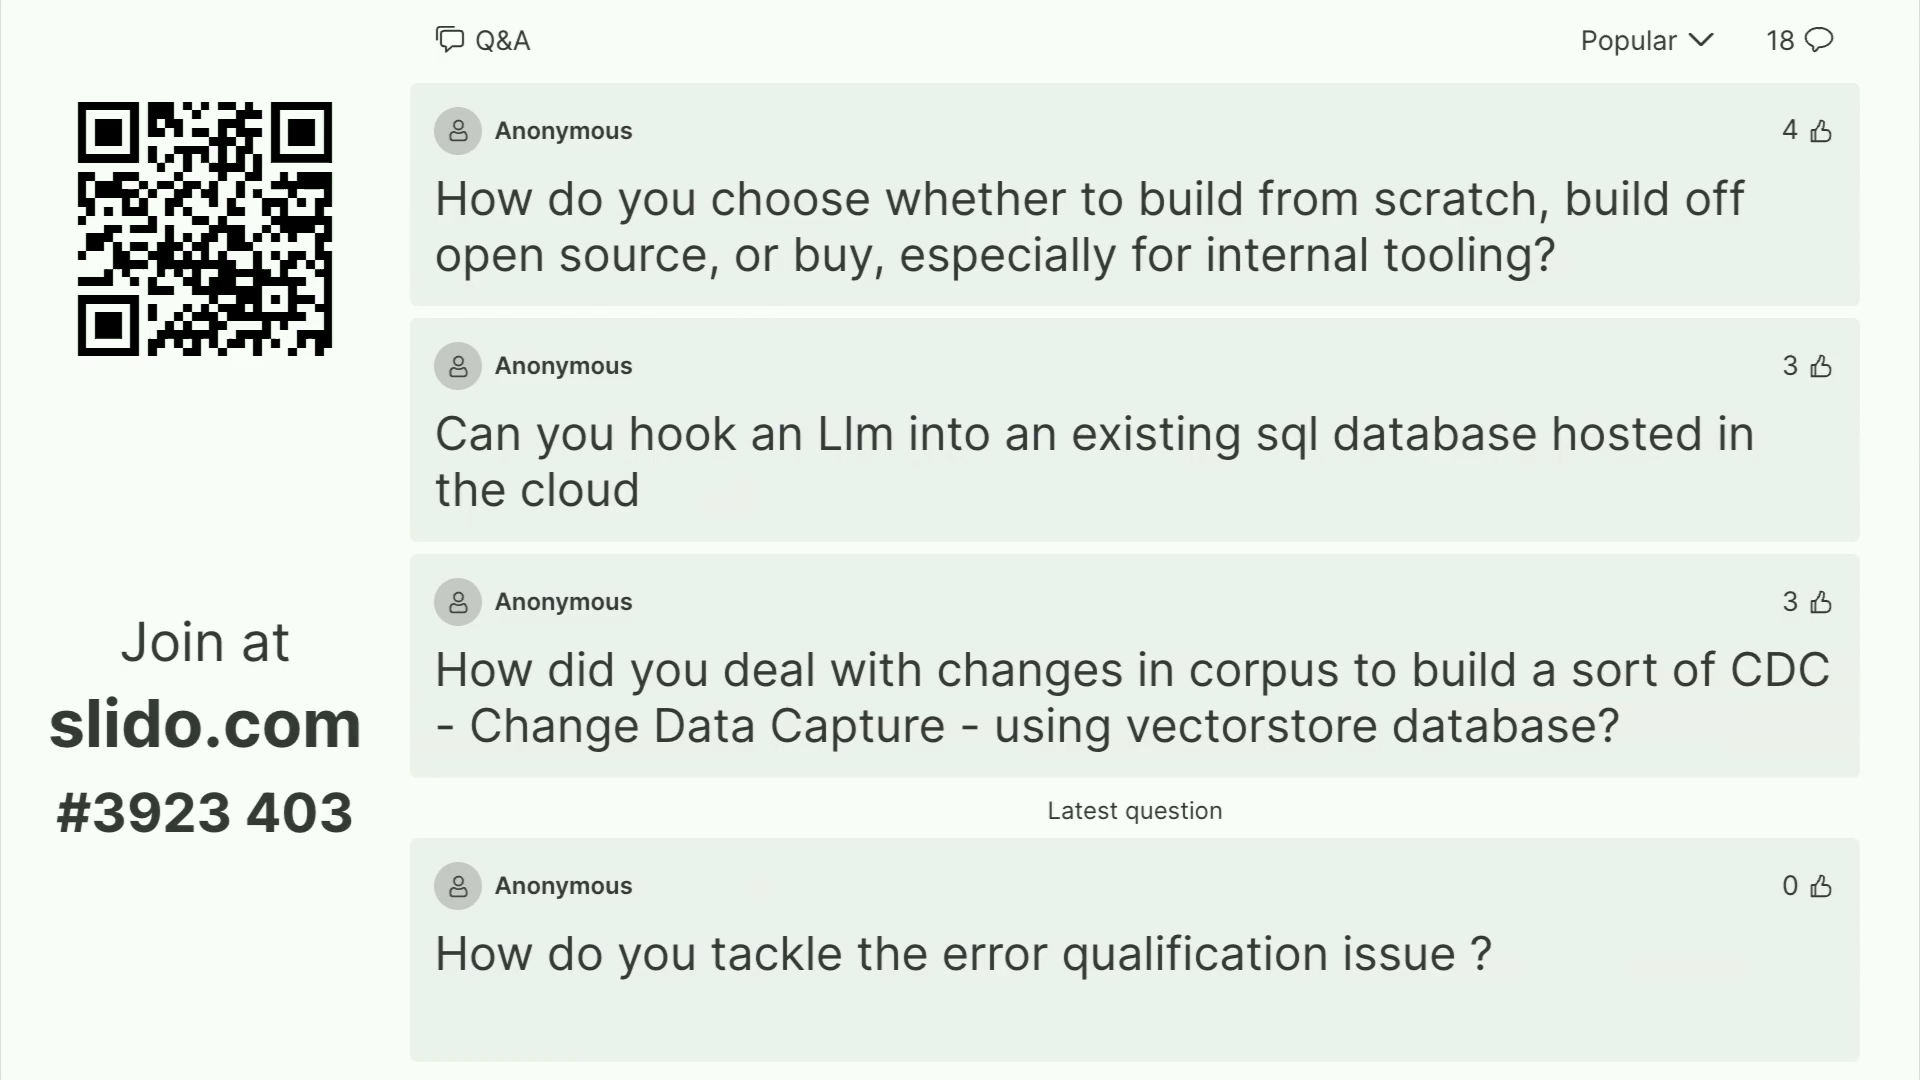 Q&A
Popular
18
Anonymous
4
How do you choose whether to build from scratch, build off
open source, or buy, especially for internal tooling?
Anonymous
3
Can you hook an Llm into an existing sql database hosted in
the cloud
Anonymous
3
How did you deal with changes in corpus to build a sort of CDC
- Change Data Capture - using vectorstore database?
Latest question
Anonymous
0
How do you tackle the error qualification issue ?
Join at
slido.com
#3923 403